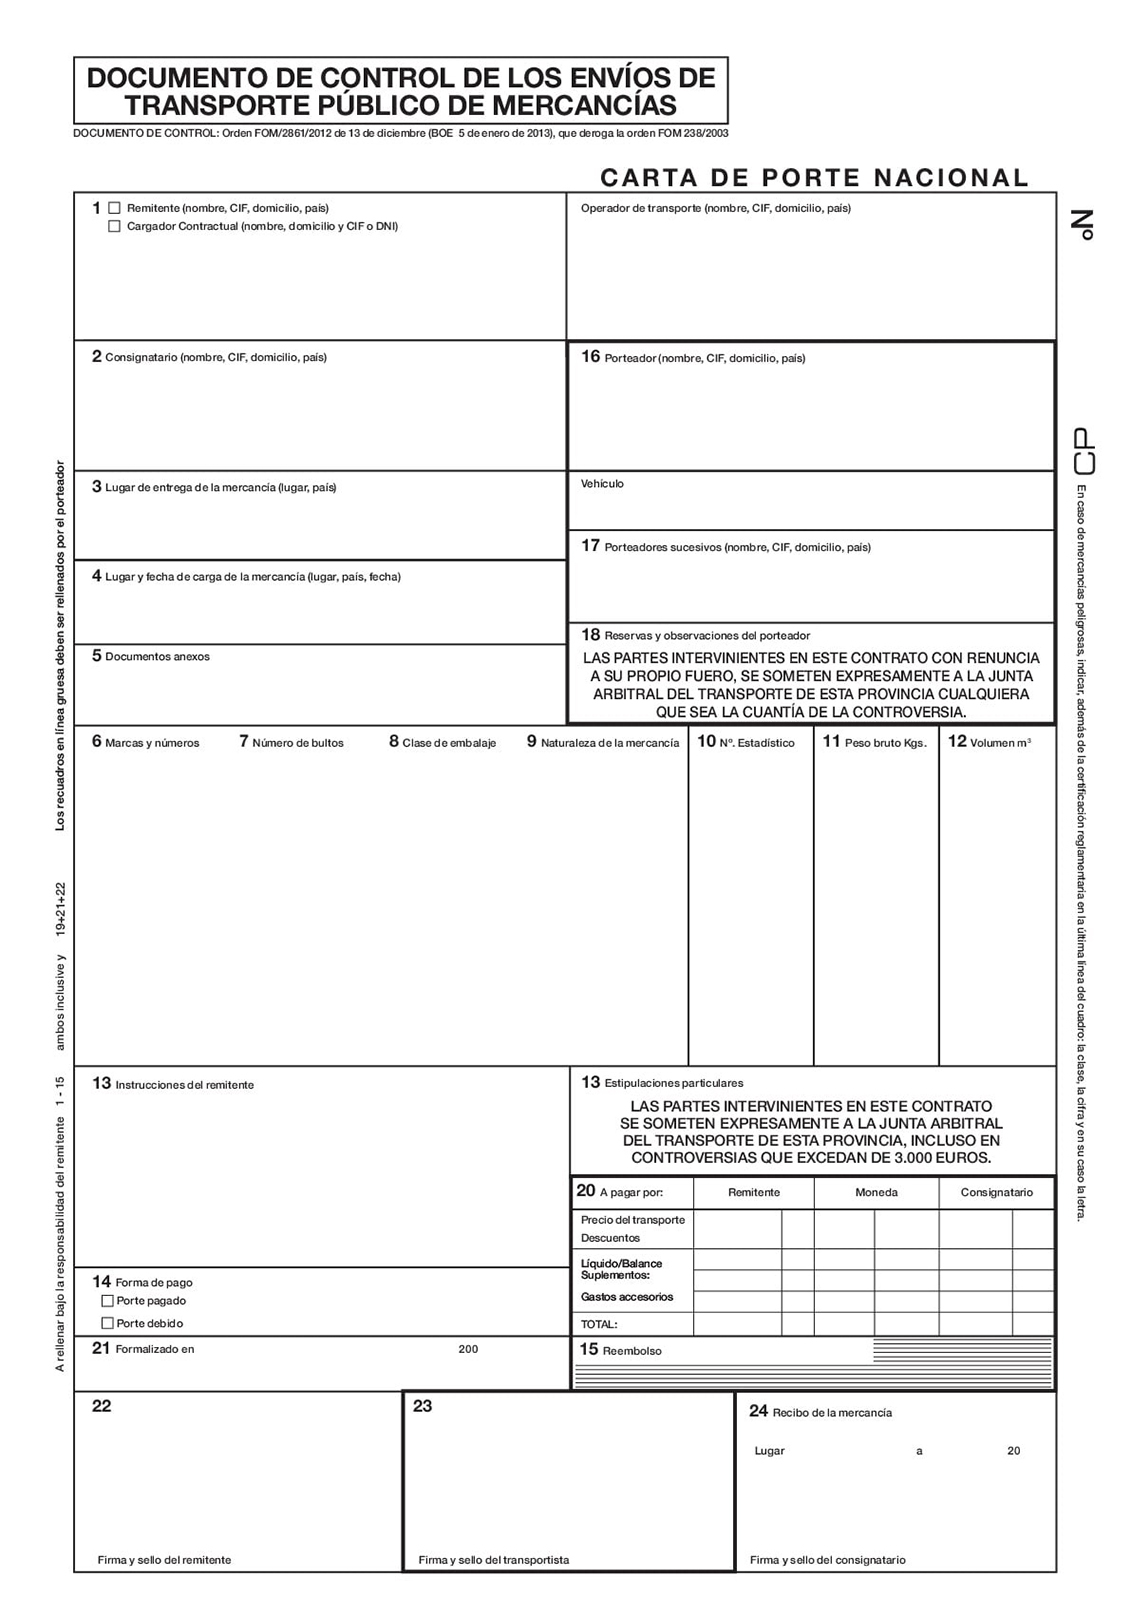 DOCUMENTO DE CONTROL DE LOS ENVÍOS DE
TRANSPORTE PÚBLICO DE MERCANCÍAS
DOCUMENTO DE CONTROL: Orden FOM/2861/2012 de 13 de diciembre (BOE 5 de enero de 2013), que deroga la orden FOM 238/2003
CARTA DE PORTE NACIONAL
Nº
1 Remitente (nombre, CIF, domicilio, país)
Cargador Contractual (nombre, domicilio y CIF o DNI)
Operador de transporte (nombre, CIF, domicilio, país)
2 Consignatario (nombre, CIF, domicilio, país)
16 Porteador (nombre, CIF, domicilio, país)
3 Lugar de entrega de la mercancía (lugar, país)
Vehículo
17 Porteadores sucesivos (nombre, CIF, domicilio, país)
4 Lugar y fecha de carga de la mercancía (lugar, país, fecha)
18 Reservas y observaciones del porteador
LAS PARTES INTERVINIENTES EN ESTE CONTRATO CON RENUNCIA
A SU PROPIO FUERO, SE SOMETEN EXPRESAMENTE A LA JUNTA
ARBITRAL DEL TRANSPORTE DE ESTA PROVINCIA CUALQUIERA
QUE SEA LA CUANTÍA DE LA CONTROVERSIA.
5 Documentos anexos
6 Marcas y números
7 Número de bultos
8 Clase de embalaje
9 Naturaleza de la mercancía
10 Nº. Estadístico
11 Peso bruto Kgs.
12 Volumen m³
13 Instrucciones del remitente
13 Estipulaciones particulares
LAS PARTES INTERVINIENTES EN ESTE CONTRATO
SE SOMETEN EXPRESAMENTE A LA JUNTA ARBITRAL
DEL TRANSPORTE DE ESTA PROVINCIA, INCLUSO EN
CONTROVERSIAS QUE EXCEDAN DE 3.000 EUROS.
20 A pagar por:
Remitente
Moneda
Consignatario
Precio del transporte
Descuentos
Líquido/Balance
Suplementos:
Gastos accesorios
TOTAL:
14 Forma de pago
Porte pagado
Porte debido
21 Formalizado en 200
15 Reembolso
22
Firma y sello del remitente
23
Firma y sello del transportista
24 Recibo de la mercancía
Lugar a 20
Firma y sello del consignatario
A rellenar bajo la responsabilidad del remitente 1 - 15 ambos inclusive y 19+21+22
Los recuadros en línea gruesa deben ser rellenados por el porteador
CP
En caso de mercancias peligrosas, indicar, además de la certificación reglamentaria en la última línea del cuadro: la clase, la cifra y en su caso la letra.